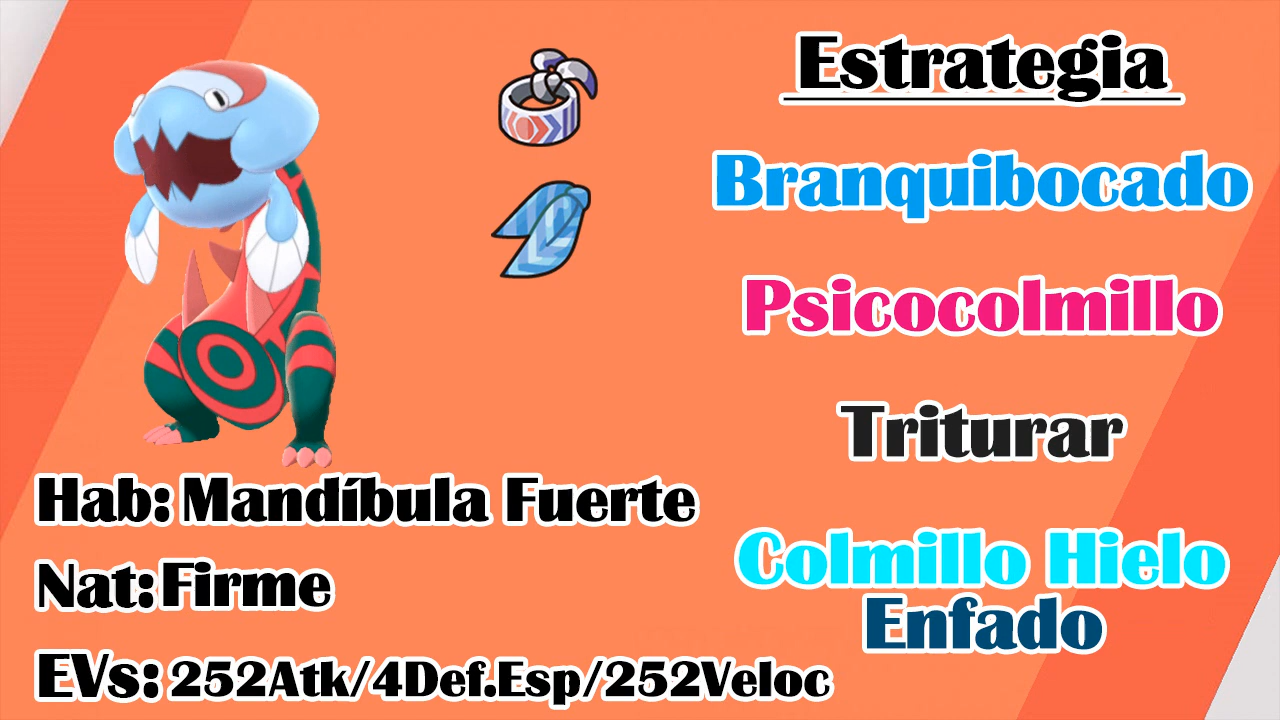 Estrategia
Branquibocado
Psicocolmillo
Triturar
Colmillo Hielo
Enfado
Hab: Mandíbula Fuerte
Nat: Firme
EVs: 252Atk/4Def.Esp/252Veloc